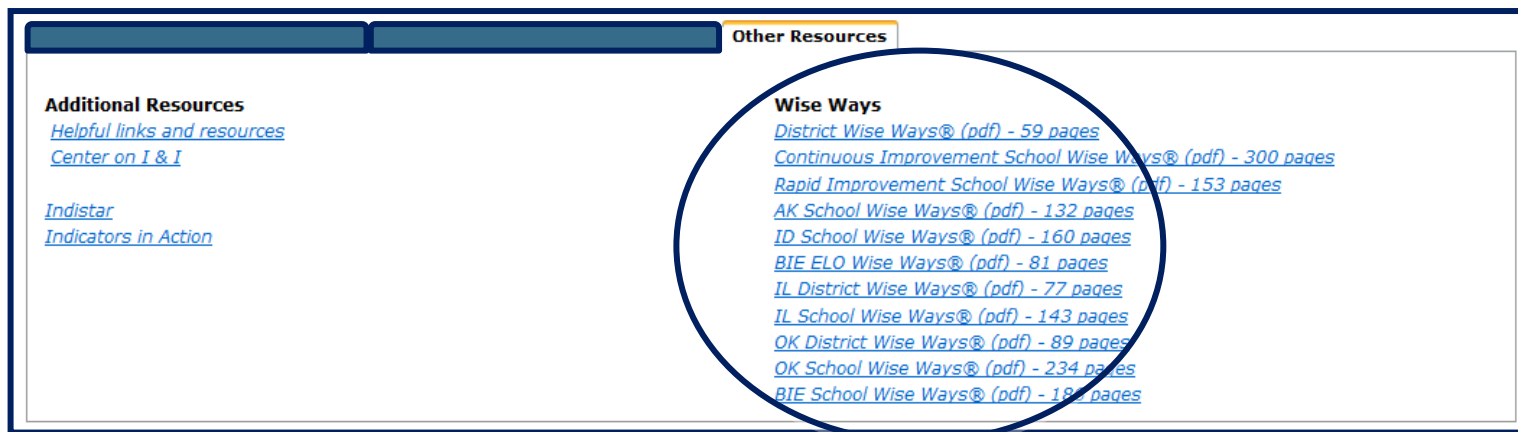 Other Resources
Additional Resources
Helpful links and resources
Center on I & I
Indistar
Indicators in Action
Wise Ways
District Wise Ways® (pdf) - 59 pages
Continuous Improvement School Wise Ways® (pdf) - 300 pages
Rapid Improvement School Wise Ways® (pdf) - 153 pages
AK School Wise Ways® (pdf) - 132 pages
ID School Wise Ways® (pdf) - 160 pages
BIE ELO Wise Ways® (pdf) - 81 pages
IL District Wise Ways® (pdf) - 77 pages
IL School Wise Ways® (pdf) - 143 pages
OK District Wise Ways® (pdf) - 89 pages
OK School Wise Ways® (pdf) - 234 pages
BIE School Wise Ways® (pdf) - pages